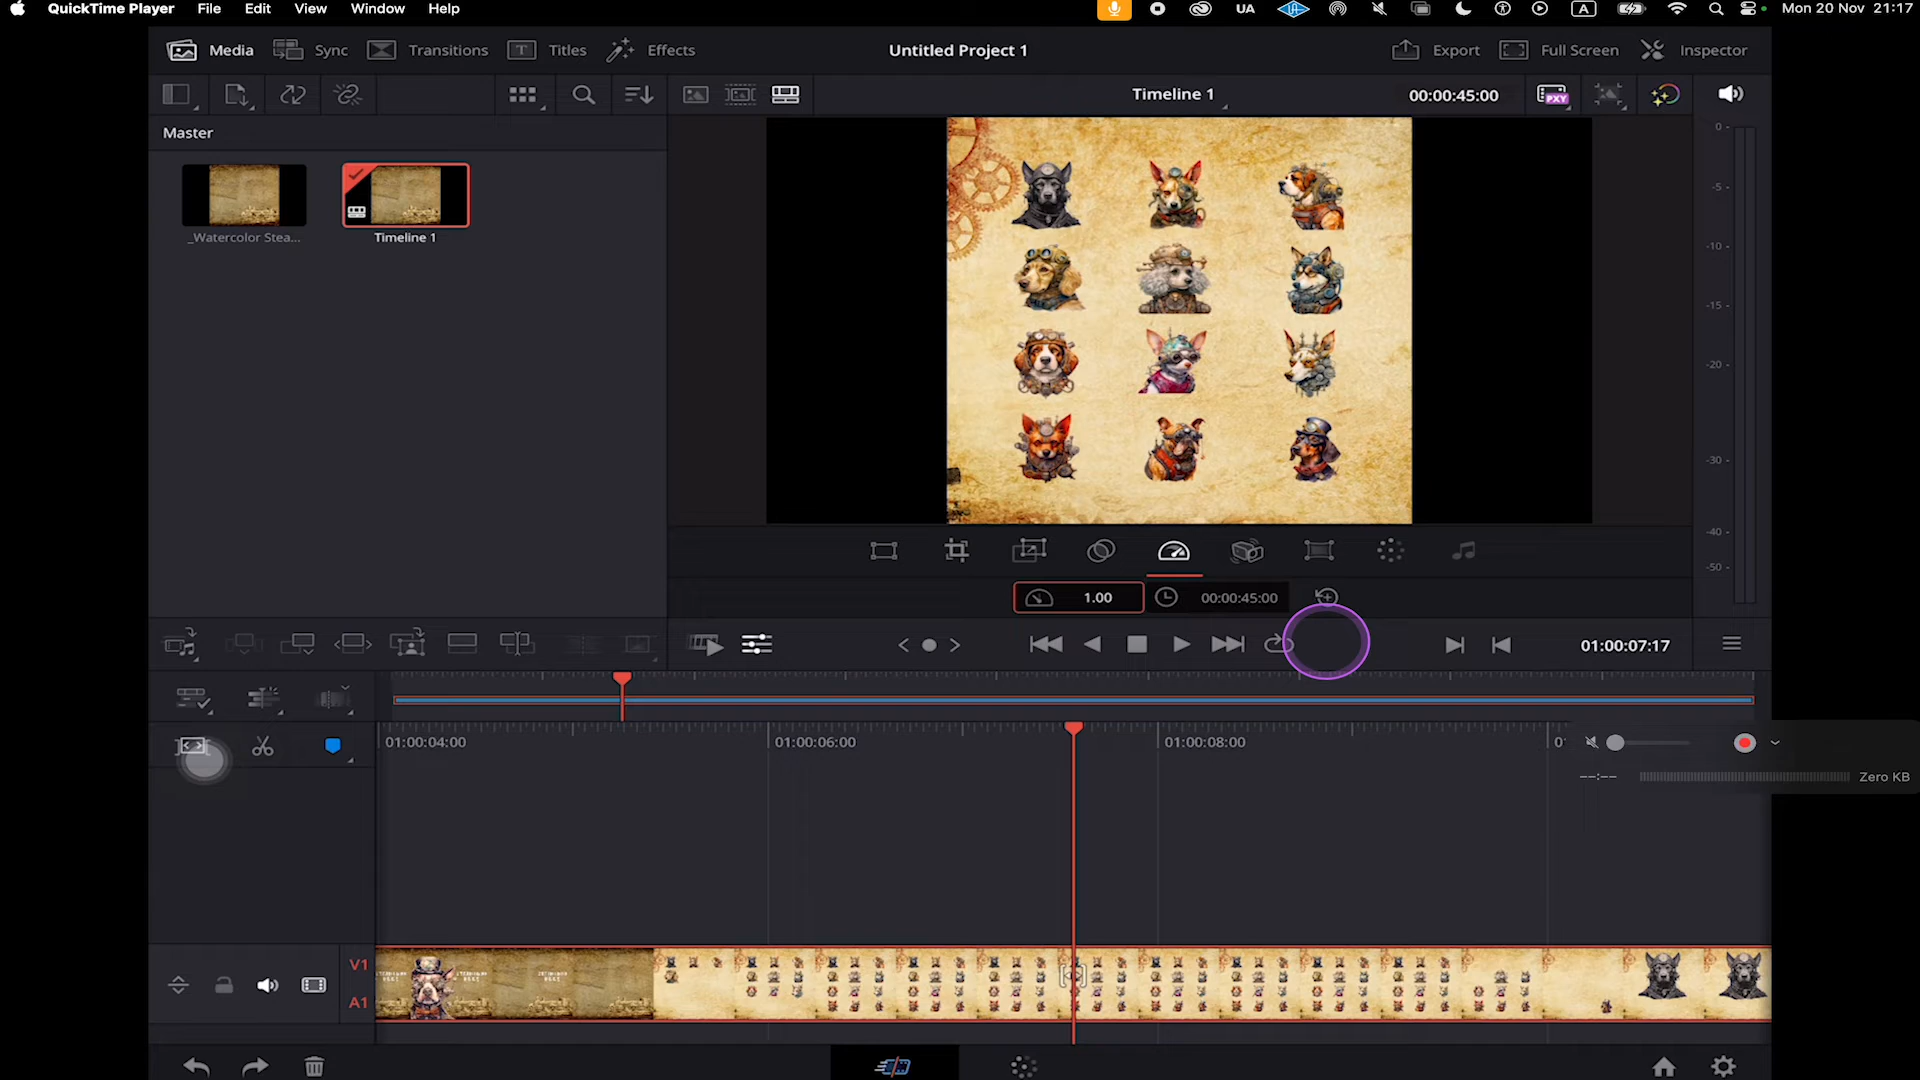 QuickTime Player File Edit View Window Help UA A Mon 20 Nov 21:17
Media Sync Transitions T Titles Effects Untitled Project 1 Export Full Screen Inspector
Timeline 1 00:00:45:00 PXY
Master
_Watercolor Stea...
Timeline 1
0
-5
-10
-15
-20
-30
-40
-50
1.00 00:00:45:00
01:00:07:17
01:00:04:00 01:00:06:00 01:00:08:00 0
--:-- Zero KB
V1
A1